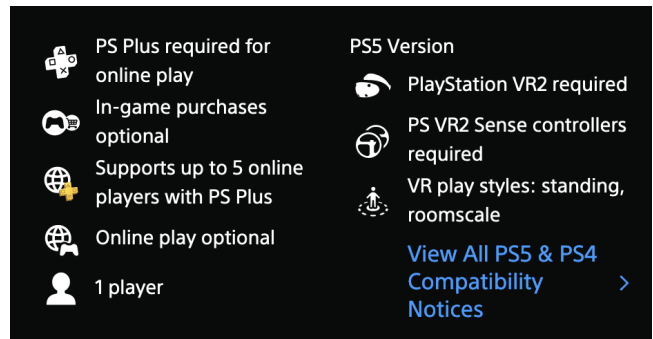 PS Plus required for
online play
In-game purchases
optional
Supports up to 5 online
players with PS Plus
Online play optional
1 player
PS5 Version
PlayStation VR2 required
PS VR2 Sense controllers
required
VR play styles: standing,
roomscale
View All PS5 & PS4
Compatibility
Notices